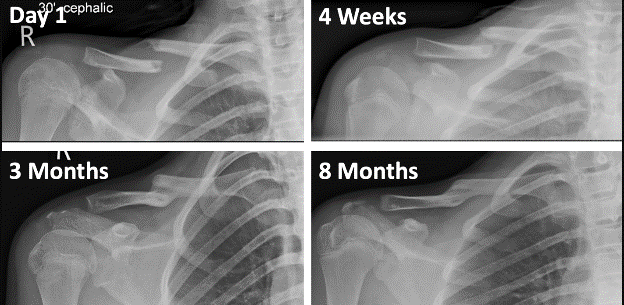 30' cephalic
Day 1
R
4 Weeks
R
3 Months
8 Months